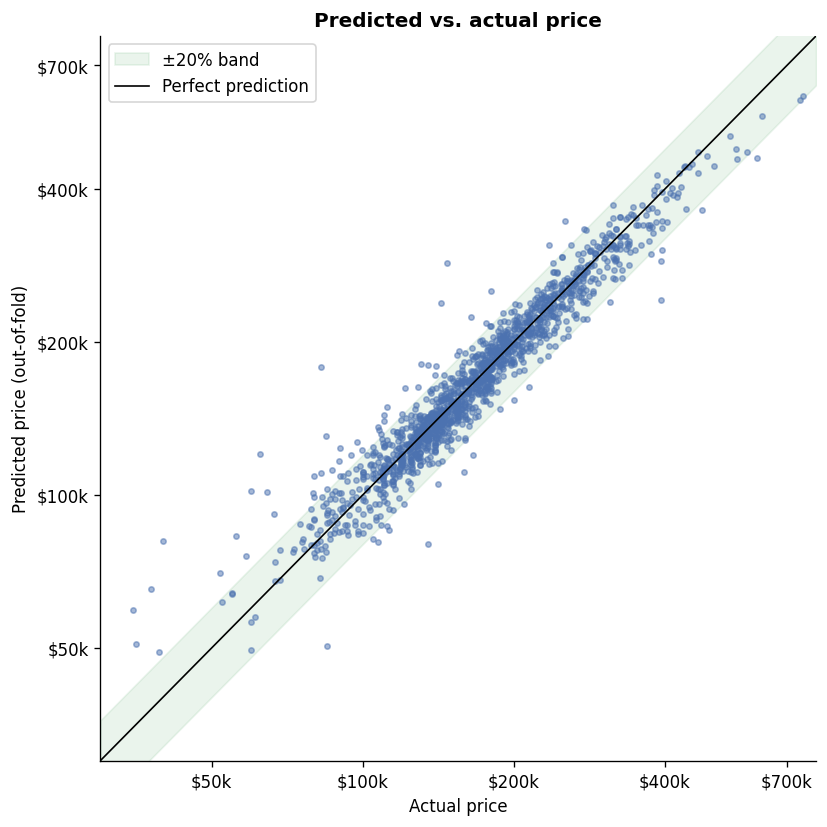 Predicted vs. actual price
±20% band
Perfect prediction
$700k
$400k
$200k
$100k
$50k
Predicted price (out-of-fold)
$50k
$100k
$200k
$400k
$700k
Actual price